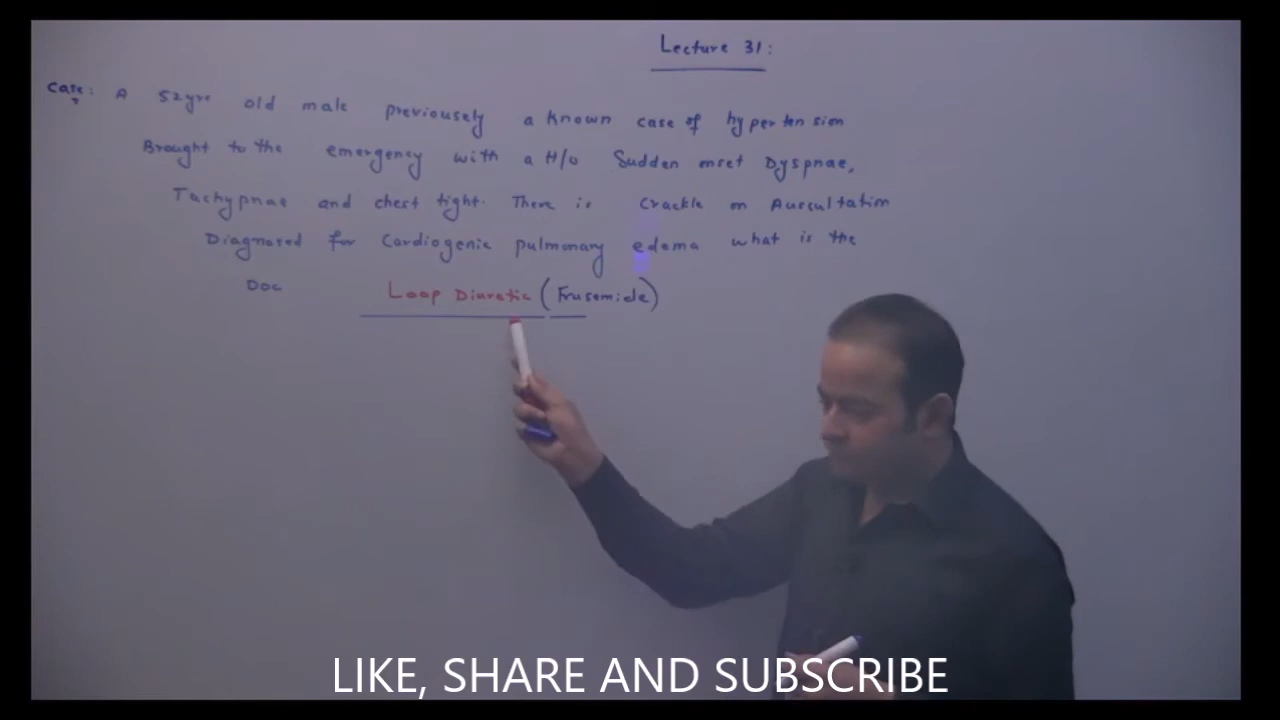 Lecture 31:
Case: A 52yrs old male previousely a known case of hypertension
Brought to the emergency with a H/o Sudden onset Dyspnae,
Tachypnae and chest tight. There is crackle on Auscultation
Diagnosed for Cardiogenic pulmonary edema what is the
Doc Loop Diuretic (Frusemide)
LIKE, SHARE AND SUBSCRIBE